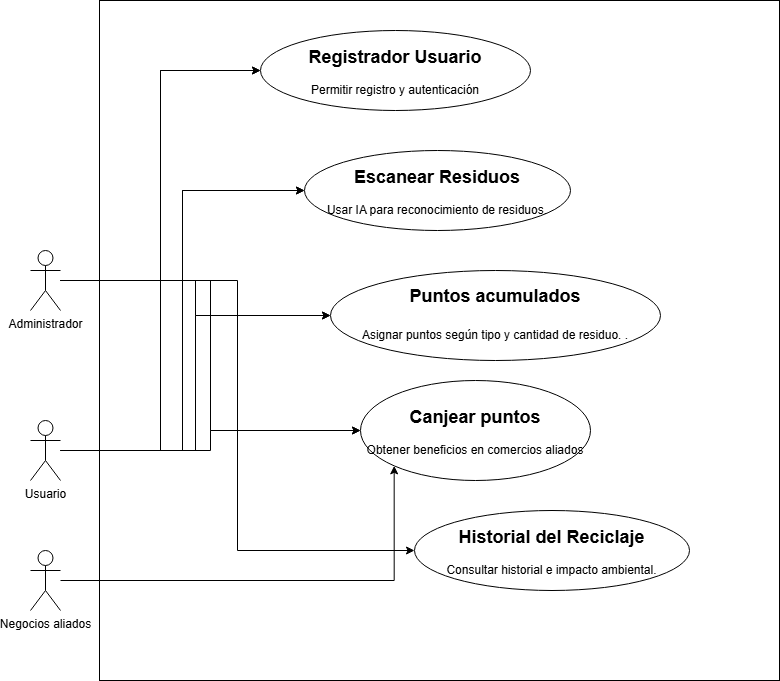 Registrador Usuario
Permitir registro y autenticación
Escanear Residuos
Usar IA para reconocimiento de residuos
Administrador
Puntos acumulados
Asignar puntos según tipo y cantidad de residuo. .
Canjear puntos
Obtener beneficios en comercios aliados
Usuario
Historial del Reciclaje
Consultar historial e impacto ambiental.
Negocios aliados